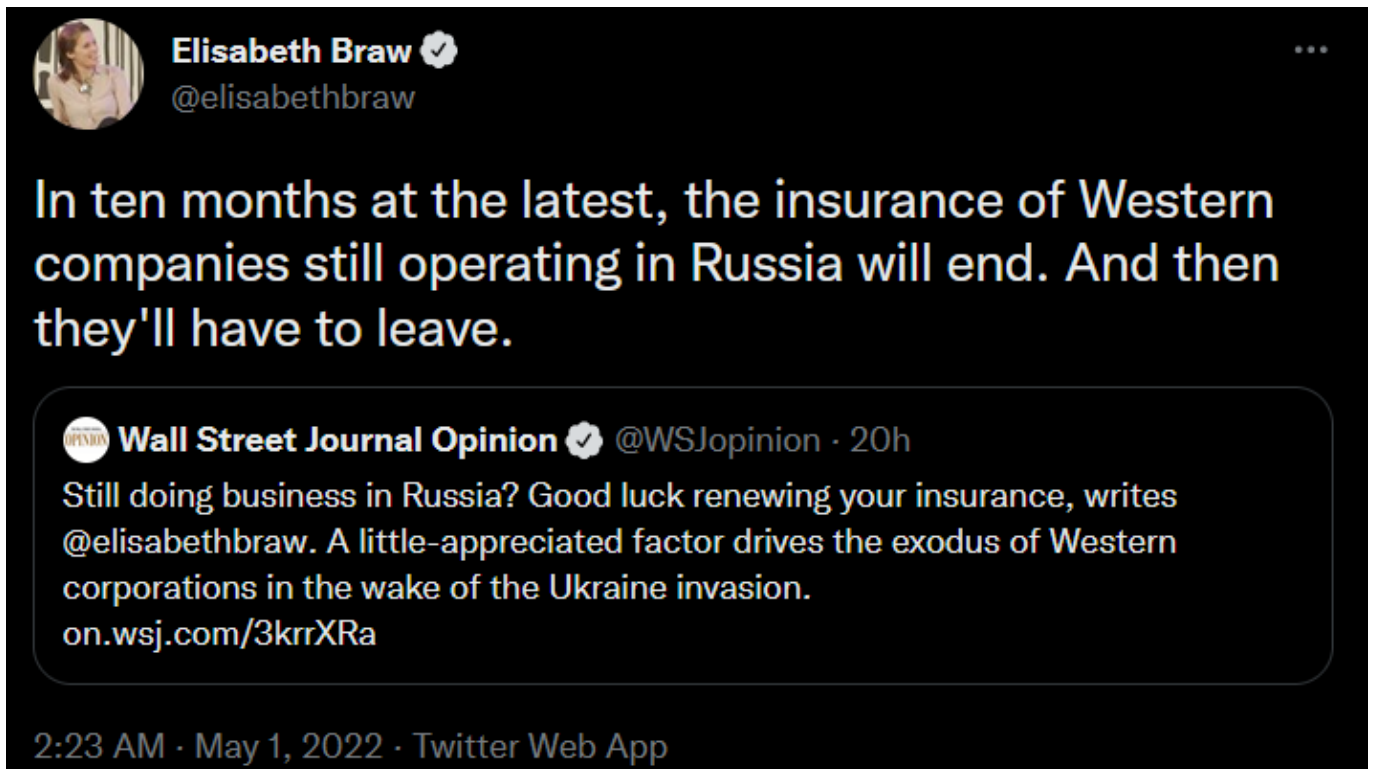 Elisabeth Braw
@elisabethbraw
In ten months at the latest, the insurance of Western
companies still operating in Russia will end. And then
they'll have to leave.
OPINION Wall Street Journal Opinion @WSJopinion · 20h
Still doing business in Russia? Good luck renewing your insurance, writes
@elisabethbraw. A little-appreciated factor drives the exodus of Western
corporations in the wake of the Ukraine invasion.
on.wsj.com/3krrXRa
2:23 AM · May 1, 2022 · Twitter Web App